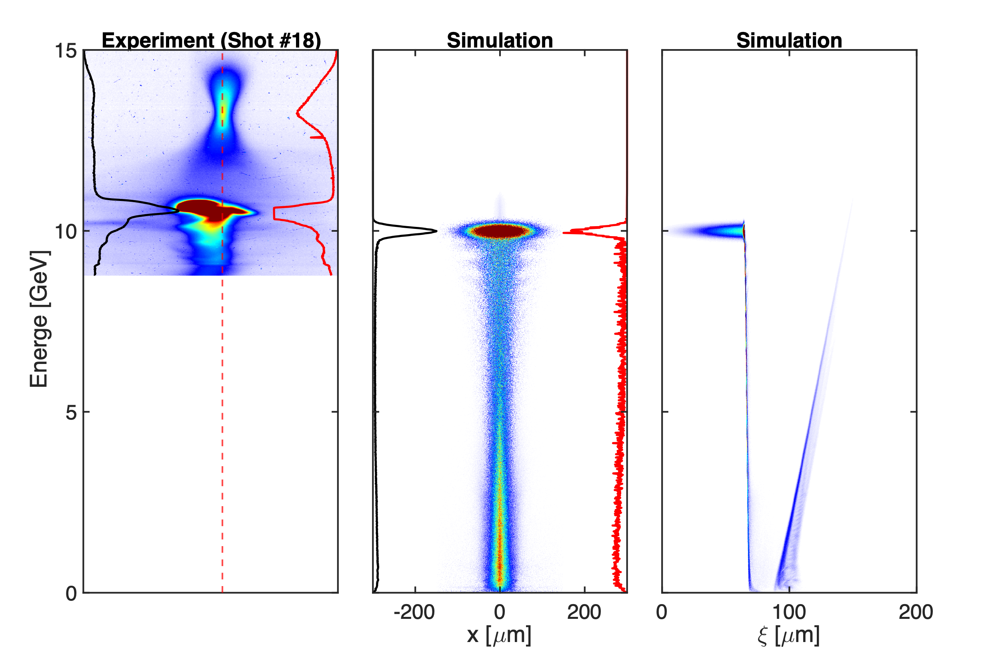 Experiment (Shot #18)
Simulation
Simulation
15
10
5
0
Energe [GeV]
-200
0
200
x [μm]
0
100
200
ξ [μm]